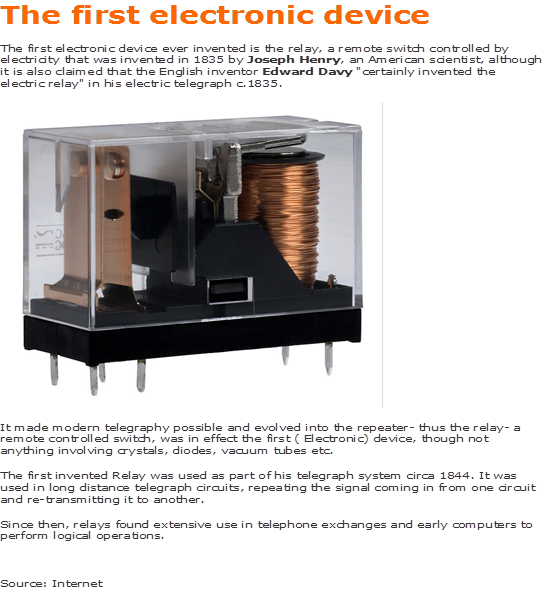 The first electronic device
The first electronic device ever invented is the relay, a remote switch controlled by
electricity that was invented in 1835 by Joseph Henry, an American scientist, although
it is also claimed that the English inventor Edward Davy "certainly invented the
electric relay" in his electric telegraph c.1835.
It made modern telegraphy possible and evolved into the repeater- thus the relay- a
remote controlled switch, was in effect the first ( Electronic) device, though not
anything involving crystals, diodes, vacuum tubes etc.
The first invented Relay was used as part of his telegraph system circa 1844. It was
used in long distance telegraph circuits, repeating the signal coming in from one circuit
and re-transmitting it to another.
Since then, relays found extensive use in telephone exchanges and early computers to
perform logical operations.
Source: Internet